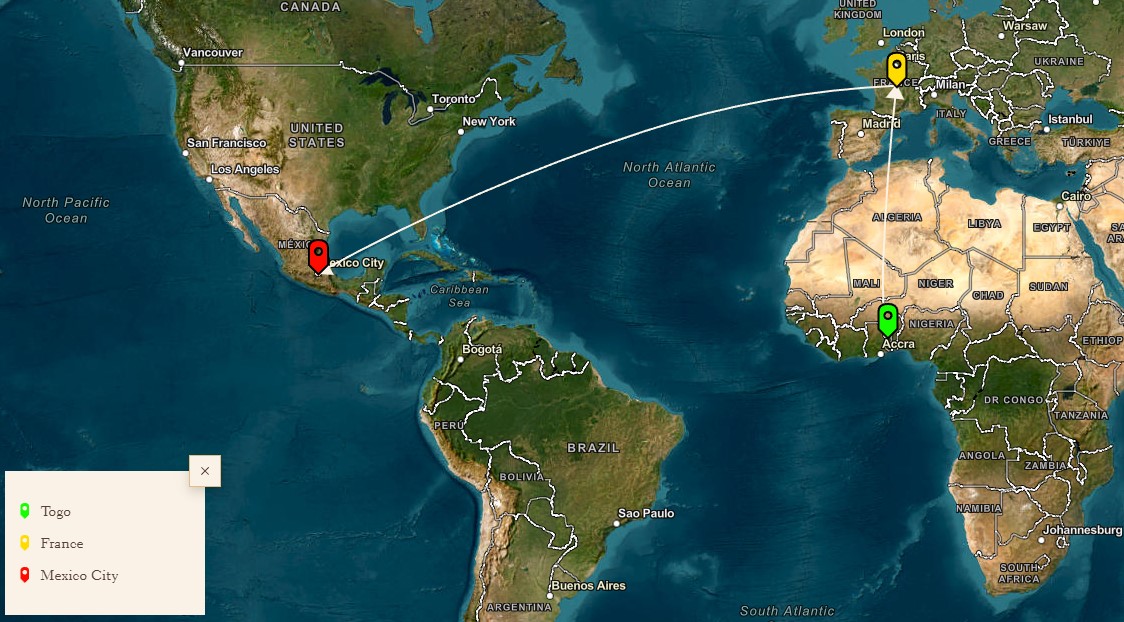 CANADA
UNITED
KINGDOM
London
Warsaw
Vancouver
Paris
UKRAINE
FRANCE
Milan
Toronto
ITALY
New York
Madrid
Istanbul
UNITED
STATES
GREECE
TÜRKIYE
San Francisco
Los Angeles
North Atlantic
Ocean
North Pacific
Ocean
Cairo
ALGERIA
LIBYA
EGYPT
MÉXICO
Mexico City
MALI
NIGER
CHAD
SUDAN
Caribbean
Sea
NIGERIA
Accra
Bogotá
DR CONGO
TANZANIA
PERÚ
BRAZIL
ANGOLA
ZAMBIA
BOLIVIA
NAMIBIA
Sao Paulo
Johannesburg
SOUTH
AFRICA
Buenos Aires
ARGENTINA
South Atlantic
Togo
France
Mexico City